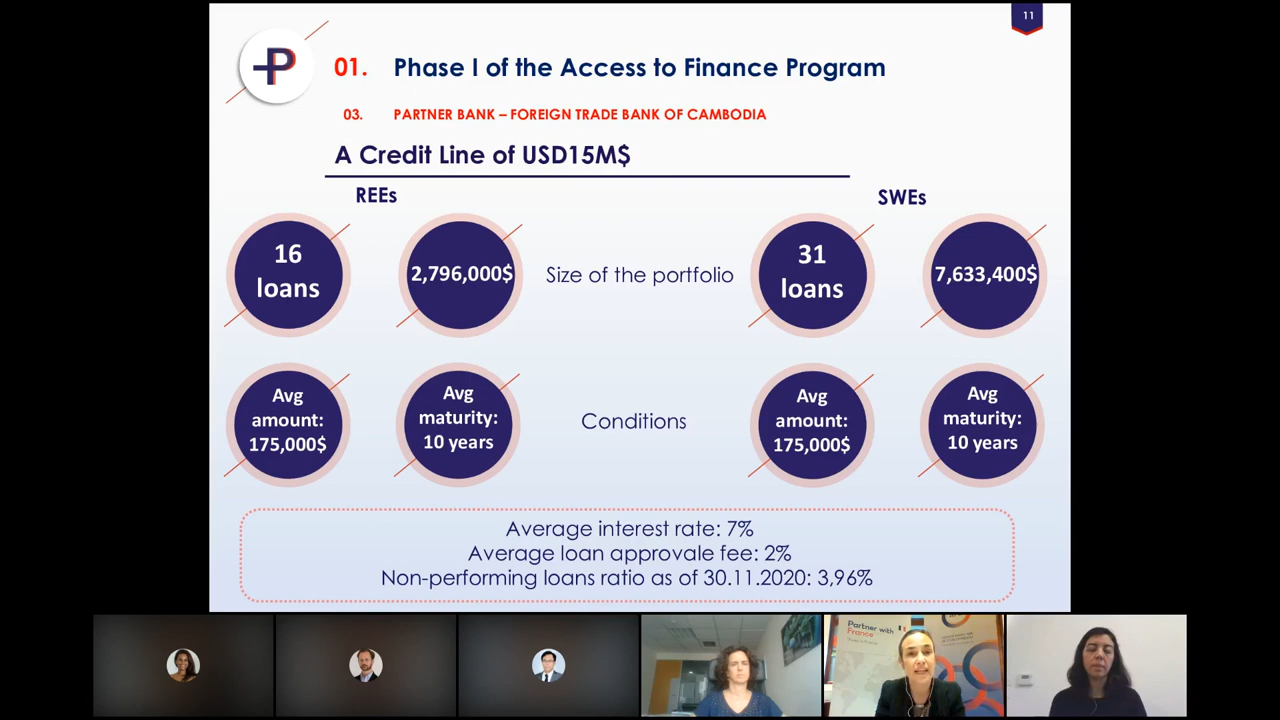 11
P
01. Phase I of the Access to Finance Program
03. PARTNER BANK – FOREIGN TRADE BANK OF CAMBODIA
A Credit Line of USD15M$
REEs
SWEs
16
loans
2,796,000$
Size of the portfolio
31
loans
7,633,400$
Avg
amount:
175,000$
Avg
maturity:
10 years
Conditions
Avg
amount:
175,000$
Avg
maturity:
10 years
Average interest rate: 7%
Average loan approvale fee: 2%
Non-performing loans ratio as of 30.11.2020: 3,96%
Partner with
France